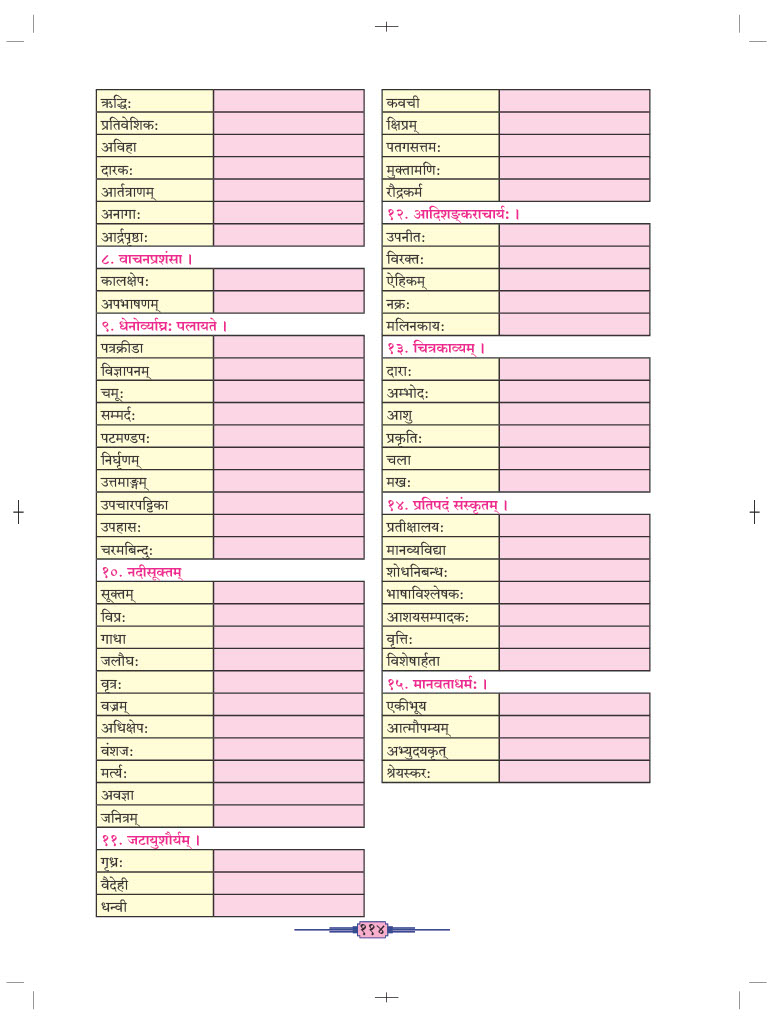 ऋद्धिः
प्रतिवेशिकः
अविहा
दारकः
आर्तत्राणम्
अनागाः
आर्द्रपृष्ठाः
८. वाचनप्रशंसा ।
कालक्षेपः
अपभाषणम्
९. धेनोर्व्याघ्रः पलायते ।
पत्रक्रीडा
विज्ञापनम्
चमूः
सम्मर्दः
पटमण्डपः
निर्घृणम्
उत्तमाङ्गम्
उपचारपट्टिका
उपहासः
चरमबिन्दुः
१०. नदीसूक्तम्
सूक्तम्
विप्रः
गाधा
जलौघः
वृत्रः
वज्रम्
अधिक्षेपः
वंशजः
मर्त्यः
अवज्ञा
जनित्रम्
११. जटायुशौर्यम् ।
गृध्रः
वैदेही
धन्वी
कवची
क्षिप्रम्
पतगसत्तमः
मुक्तामणिः
रौद्रकर्म
१२. आदिशङ्कराचार्यः ।
उपनीतः
विरक्तः
ऐहिकम्
नक्रः
मलिनकायः
१३. चित्रकाव्यम् ।
दाराः
अम्भोदः
आशु
प्रकृतिः
चला
मखः
१४. प्रतिपदं संस्कृतम् ।
प्रतीक्षालयः
मानव्यविद्या
शोधनिबन्धः
भाषाविश्लेषकः
आशयसम्पादकः
वृत्तिः
विशेषार्हता
१५. मानवताधर्मः ।
एकीभूय
आत्मौपम्यम्
अभ्युदयकृत्
श्रेयस्करः
११४